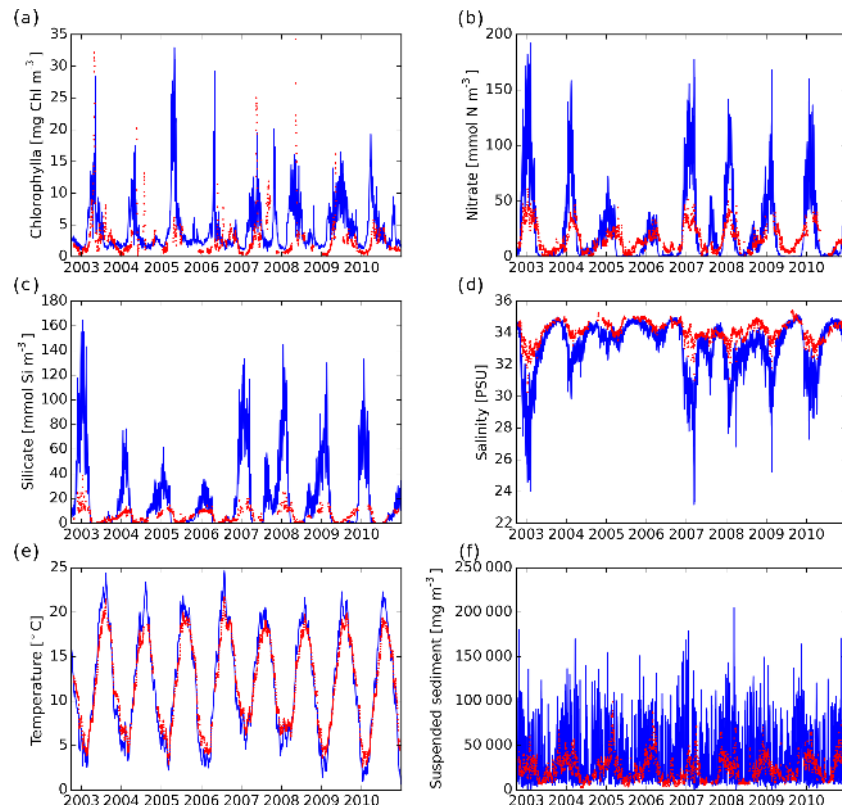 (a)
35
30
25
20
15
10
5
0
Chlorophylla [mg Chl m⁻³]
2003 2004 2005 2006 2007 2008 2009 2010
(b)
200
150
100
50
0
Nitrate [mmol N m⁻³]
2003 2004 2005 2006 2007 2008 2009 2010
(c)
180
160
140
120
100
80
60
40
20
0
Silicate [mmol Si m⁻³]
2003 2004 2005 2006 2007 2008 2009 2010
(d)
36
34
32
30
28
26
24
22
Salinity [PSU]
2003 2004 2005 2006 2007 2008 2009 2010
(e)
25
20
15
10
5
0
Temperature [°C]
2003 2004 2005 2006 2007 2008 2009 2010
(f)
250 000
200 000
150 000
100 000
50 000
0
Suspended sediment [mg m⁻³]
2003 2004 2005 2006 2007 2008 2009 2010